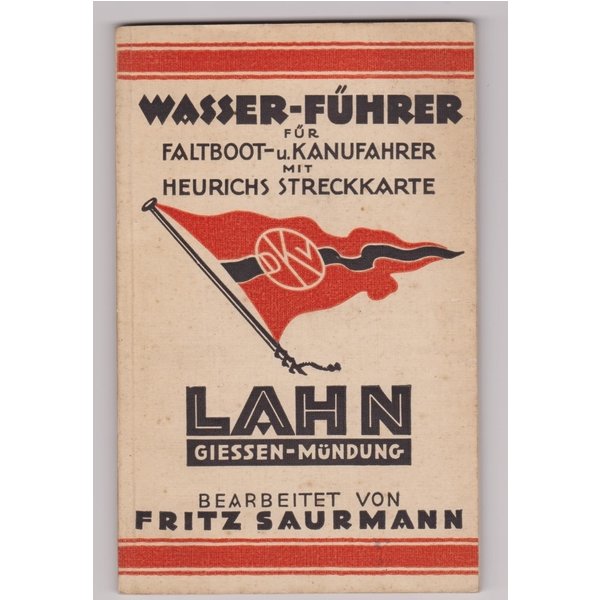 WASSER-FÜHRER
FÜR
FALTBOOT-u.KANUFAHRER
MIT
HEURICHS STRECKKARTE
DKV
LAHN
GIESSEN-MÜNDUNG
BEARBEITET VON
FRITZ SAURMANN